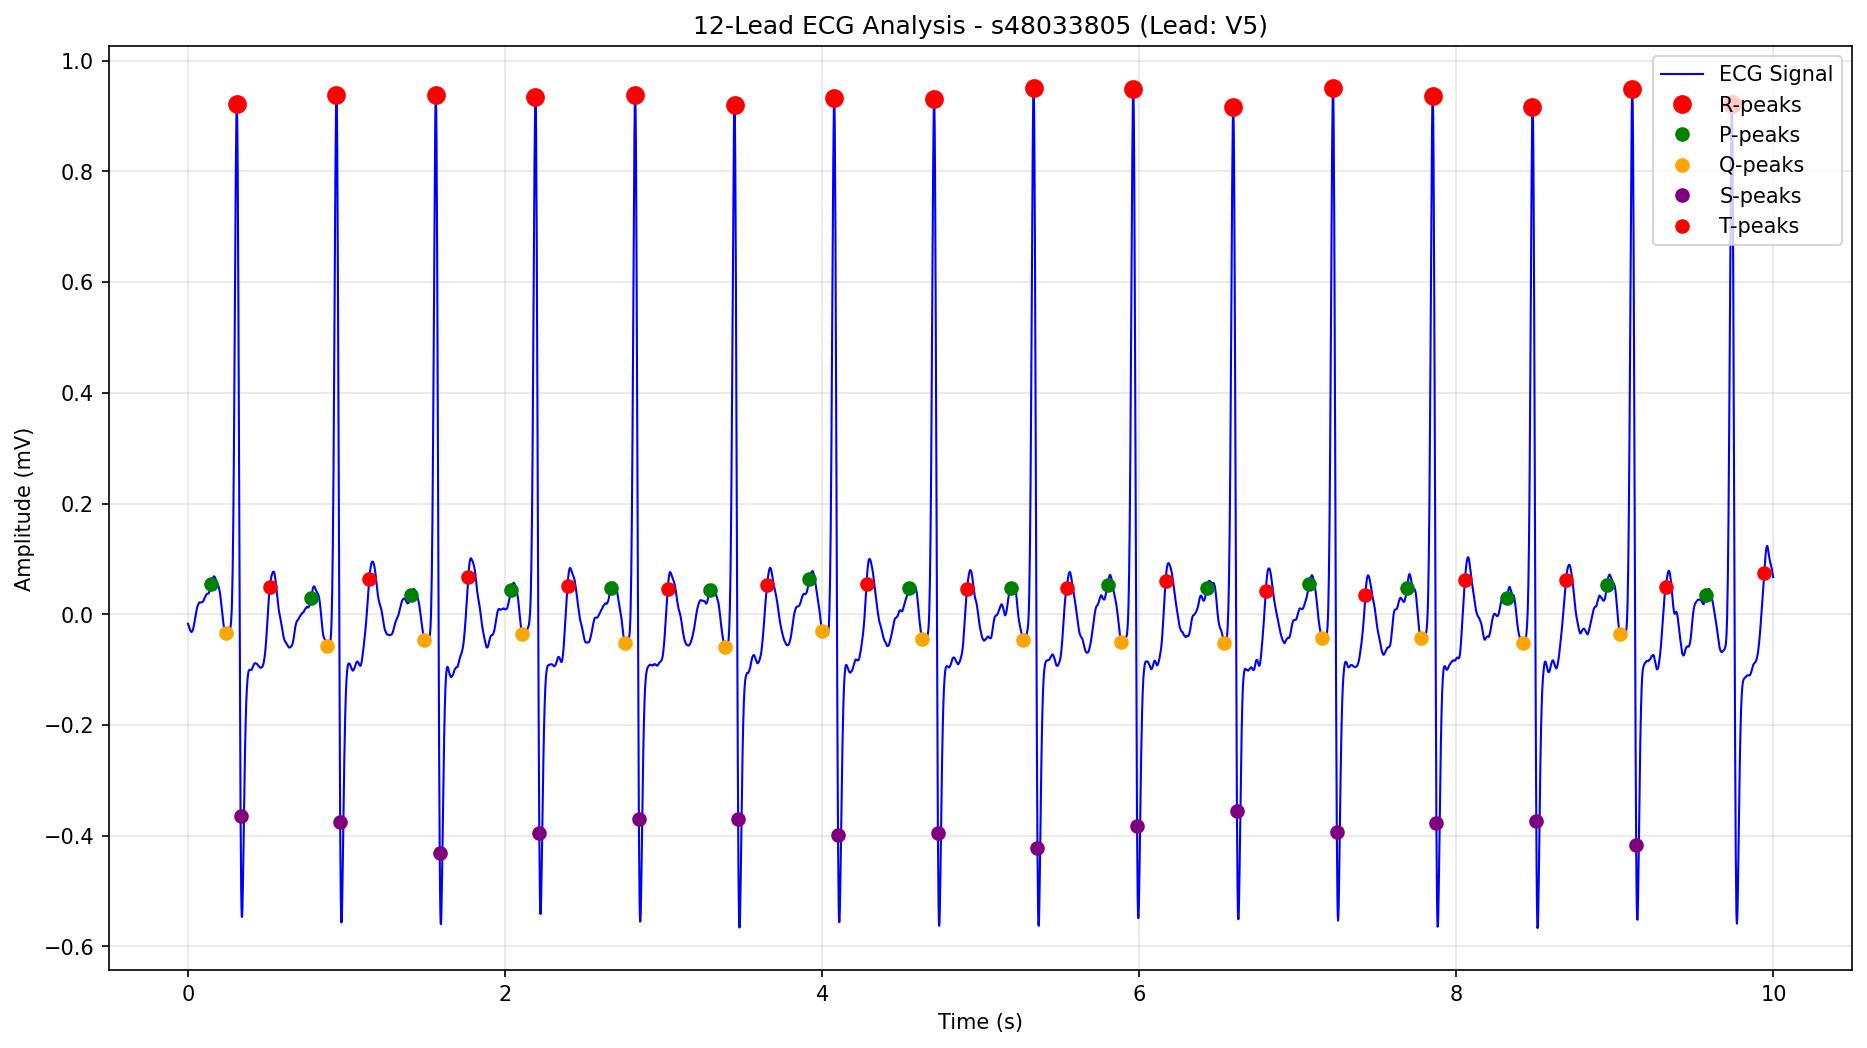 12-Lead ECG Analysis - s48033805 (Lead: V5)
ECG Signal
R-peaks
P-peaks
Q-peaks
S-peaks
T-peaks
Amplitude (mV)
1.0
0.8
0.6
0.4
0.2
0.0
−0.2
−0.4
−0.6
0 2 4 6 8 10
Time (s)